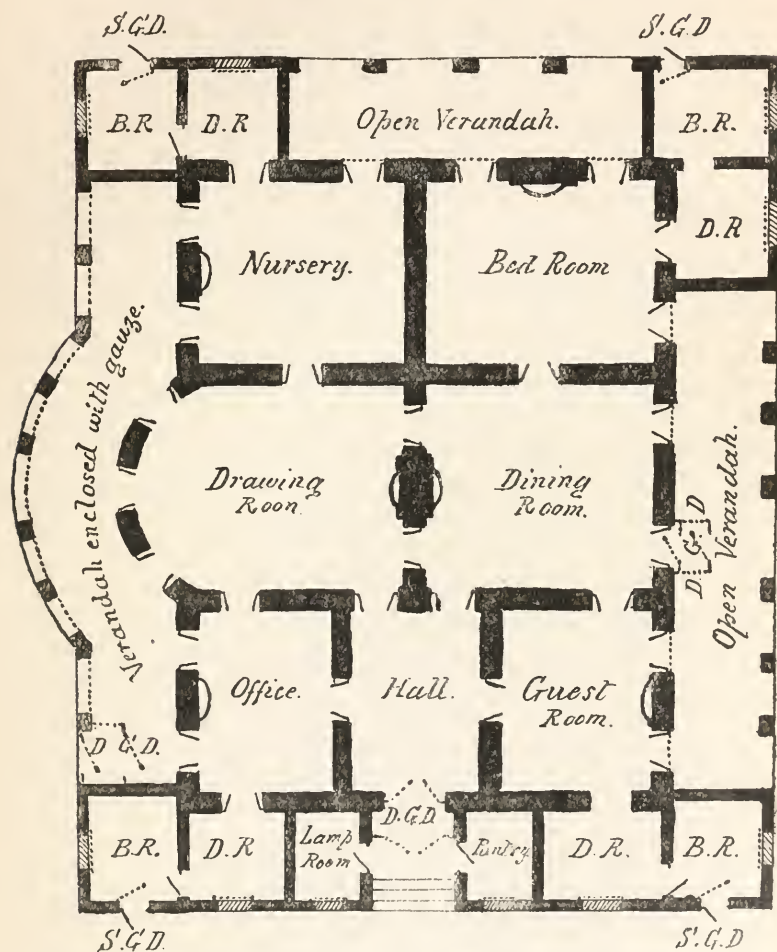 S.G.D.
S.G.D
B.R
D.R
Open Verandah.
B.R.
D.R
Nursery.
Bed Room
Verandah enclosed with gauze.
Drawing
Room.
Dining
Room.
D. G. D
Open Verandah.
Office.
Hall.
Guest
Room.
D G D.
D.G.D
B.R.
D.R
Lamp
Room
Pantry
D.R.
B.R.
S.G.D
S.G.D